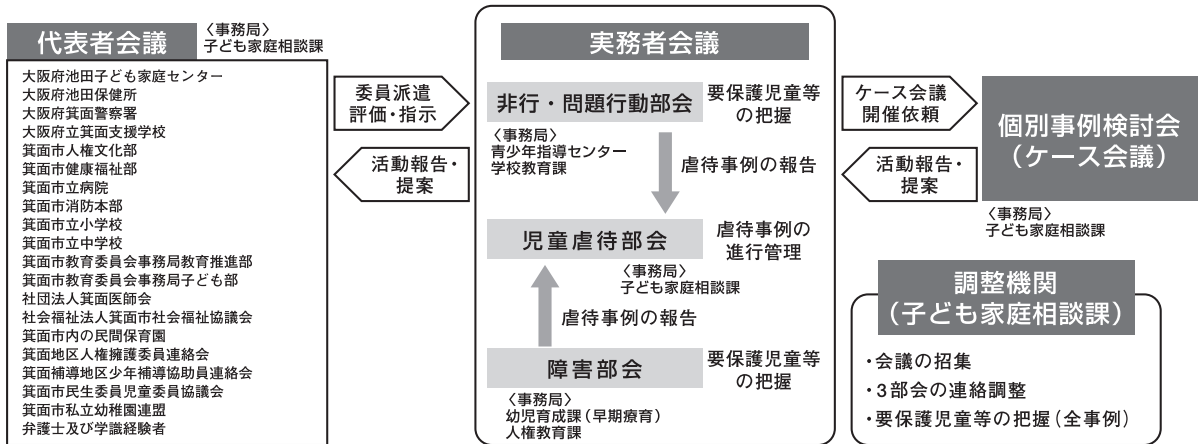 代表者会議
〈事務局〉
子ども家庭相談課
大阪府池田子ども家庭センター
大阪府池田保健所
大阪府箕面警察署
大阪府立箕面支援学校
箕面市人権文化部
箕面市健康福祉部
箕面市立病院
箕面市消防本部
箕面市立小学校
箕面市立中学校
箕面市教育委員会事務局教育推進部
箕面市教育委員会事務局子ども部
社団法人箕面医師会
社会福祉法人箕面市社会福祉協議会
箕面市内の民間保育園
箕面地区人権擁護委員連絡会
箕面補導地区少年補導協助員連絡会
箕面市民生委員児童委員協議会
箕面市私立幼稚園連盟
弁護士及び学識経験者
委員派遣
評価・指示
活動報告・
提案
実務者会議
非行・問題行動部会
要保護児童等
の把握
〈事務局〉
青少年指導センター
学校教育課
虐待事例の報告
児童虐待部会
虐待事例の
進行管理
〈事務局〉
子ども家庭相談課
虐待事例の報告
障害部会
要保護児童等
の把握
〈事務局〉
幼児育成課（早期療育）
人権教育課
ケース会議
開催依頼
活動報告・
提案
個別事例検討会
（ケース会議）
〈事務局〉
子ども家庭相談課
調整機関
（子ども家庭相談課）
・会議の招集
・3部会の連絡調整
・要保護児童等の把握（全事例）